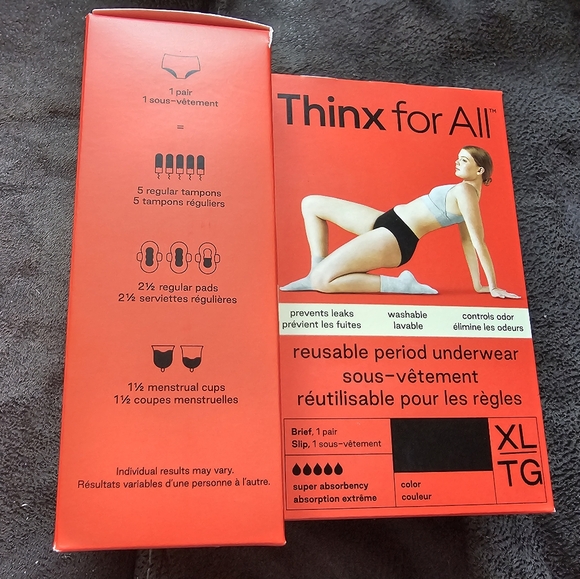 1 pair
1 sous-vêtement
=
5 regular tampons
5 tampons réguliers
2½ regular pads
2½ serviettes régulières
1½ menstrual cups
1½ coupes menstruelles
Individual results may vary.
Résultats variables d'une personne à l'autre.
Thinx for All™
prevents leaks
prévient les fuites
washable
lavable
controls odor
élimine les odeurs
reusable period underwear
sous-vêtement
réutilisable pour les règles
Brief, 1 pair
Slip, 1 sous-vêtement
super absorbency
absorption extrême
color
couleur
XL
TG